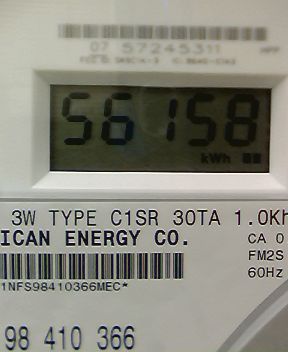 07 57245311
56158
kWh
3W TYPE C1SR 30TA 1.0Kh
ICAN ENERGY CO.
CA 0
FM2S
60Hz
1NFS98410366MEC*
98 410 366